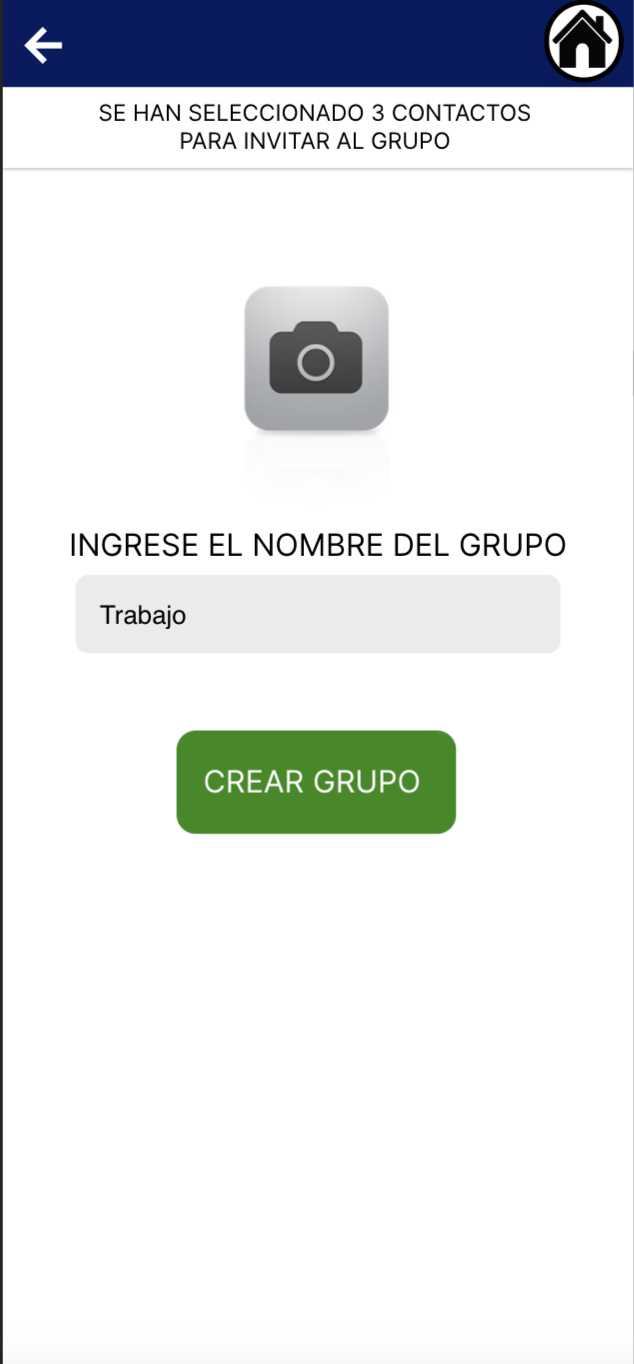 SE HAN SELECCIONADO 3 CONTACTOS
PARA INVITAR AL GRUPO
INGRESE EL NOMBRE DEL GRUPO
Trabajo
CREAR GRUPO